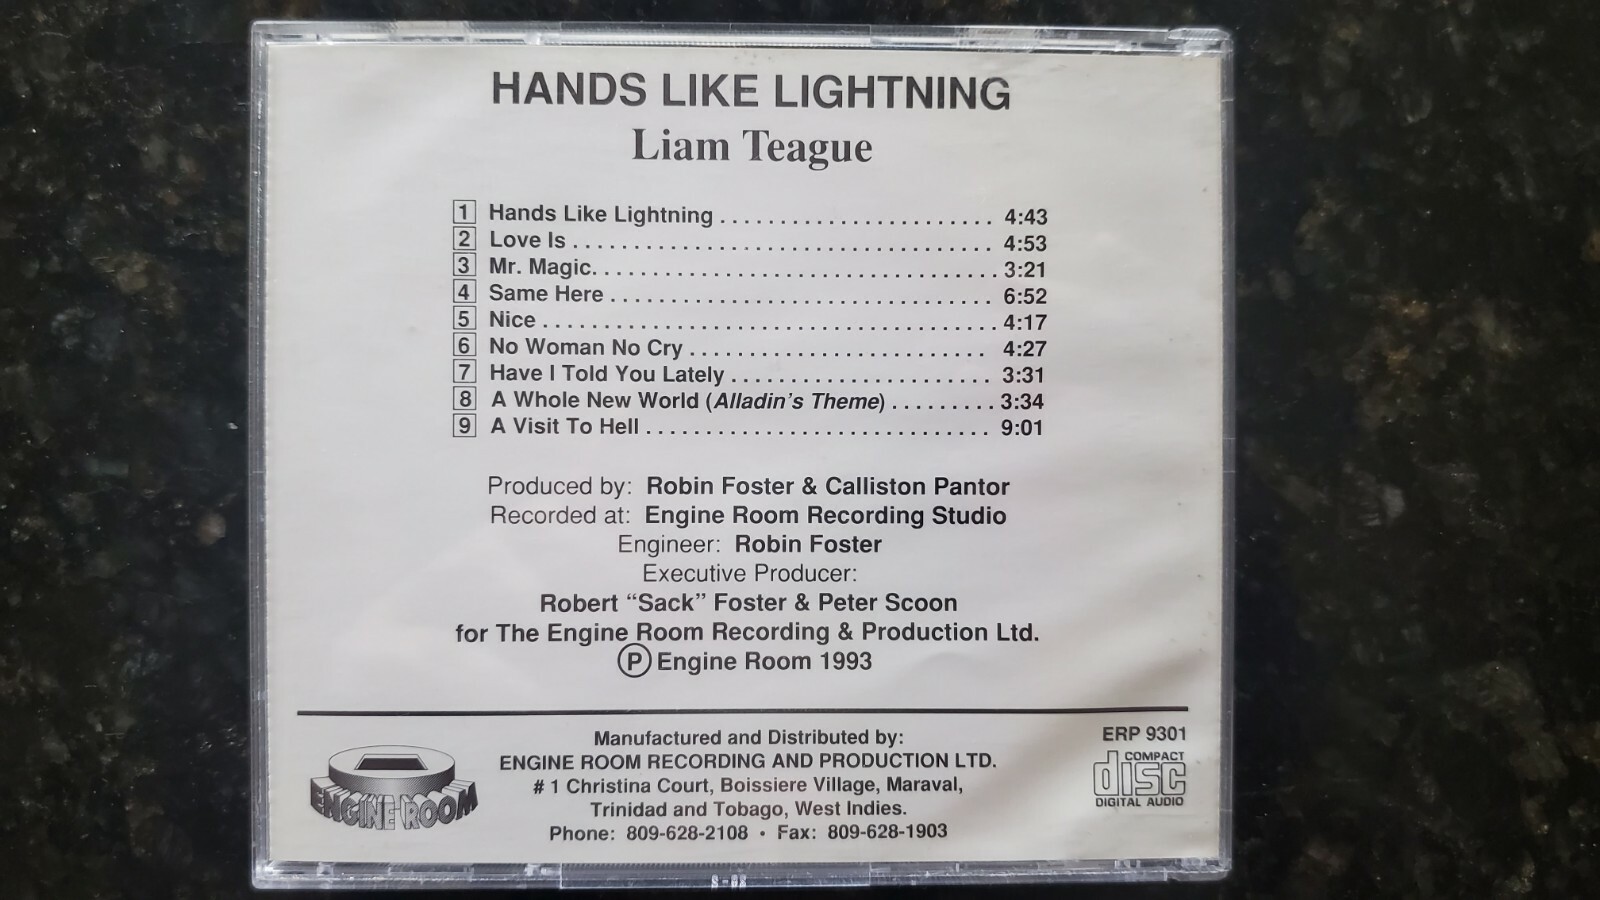 HANDS LIKE LIGHTNING
Liam Teague
1 Hands Like Lightning ....................... 4:43
2 Love Is ................................... 4:53
3 Mr. Magic.................................. 3:21
4 Same Here ................................ 6:52
5 Nice ...................................... 4:17
6 No Woman No Cry ......................... 4:27
7 Have I Told You Lately ...................... 3:31
8 A Whole New World (Alladin's Theme) ......... 3:34
9 A Visit To Hell ............................. 9:01
Produced by: Robin Foster & Calliston Pantor
Recorded at: Engine Room Recording Studio
Engineer: Robin Foster
Executive Producer:
Robert “Sack” Foster & Peter Scoon
for The Engine Room Recording & Production Ltd.
Ⓟ Engine Room 1993
Manufactured and Distributed by:
ENGINE ROOM RECORDING AND PRODUCTION LTD.
# 1 Christina Court, Boissiere Village, Maraval,
Trinidad and Tobago, West Indies.
Phone: 809-628-2108 • Fax: 809-628-1903
ENGINE ROOM
ERP 9301
COMPACT
disc
DIGITAL AUDIO